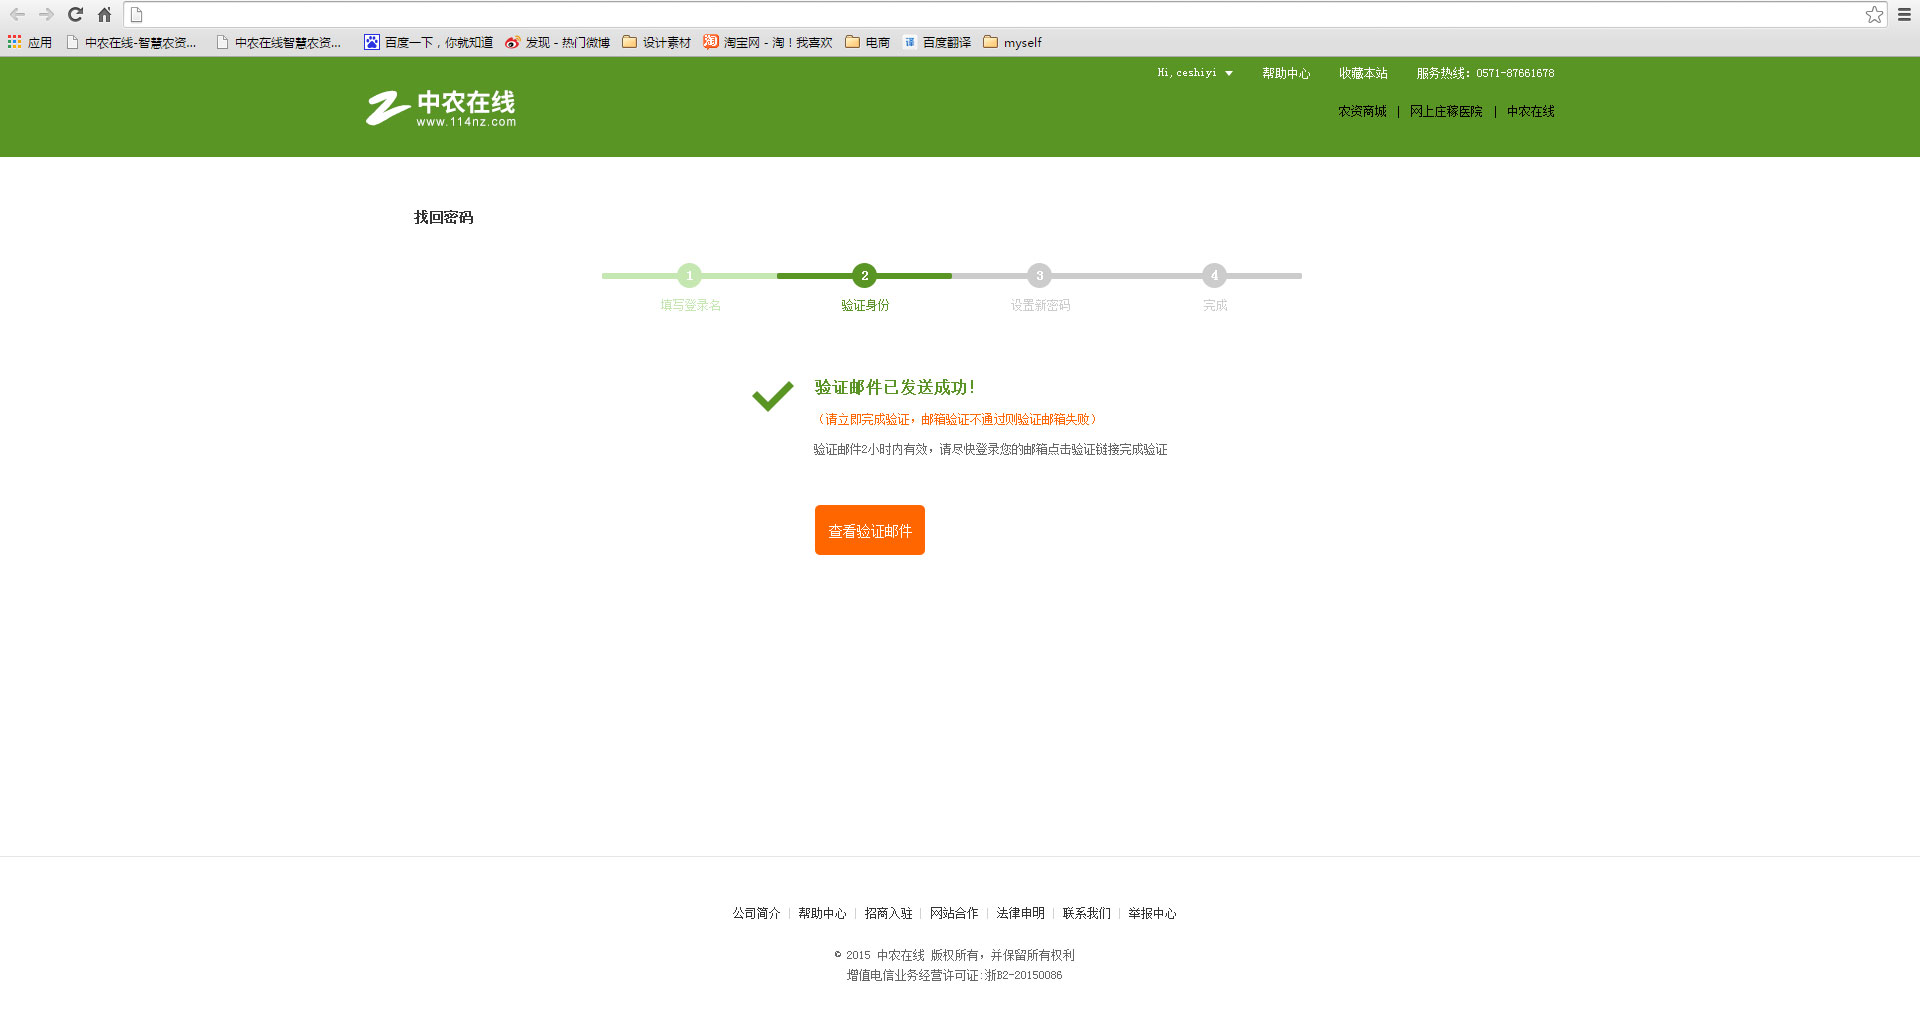 应用 中农在线-智慧农资... 中农在线智慧农资... 百度一下，你就知道 发现 - 热门微博 设计素材 淘宝网 - 淘！我喜欢 电商 百度翻译 myself
Hi,ceshiyi 帮助中心 收藏本站 服务热线：0571-87661678
中农在线
www.114nz.com
农资商城 | 网上庄稼医院 | 中农在线
找回密码
1 2 3 4
填写登录名 验证身份 设置新密码 完成
验证邮件已发送成功！
（请立即完成验证，邮箱验证不通过则验证邮箱失败）
验证邮件2小时内有效，请尽快登录您的邮箱点击验证链接完成验证
查看验证邮件
公司简介 | 帮助中心 | 招商入驻 | 网站合作 | 法律申明 | 联系我们 | 举报中心
© 2015 中农在线 版权所有，并保留所有权利
增值电信业务经营许可证:浙B2-20150086